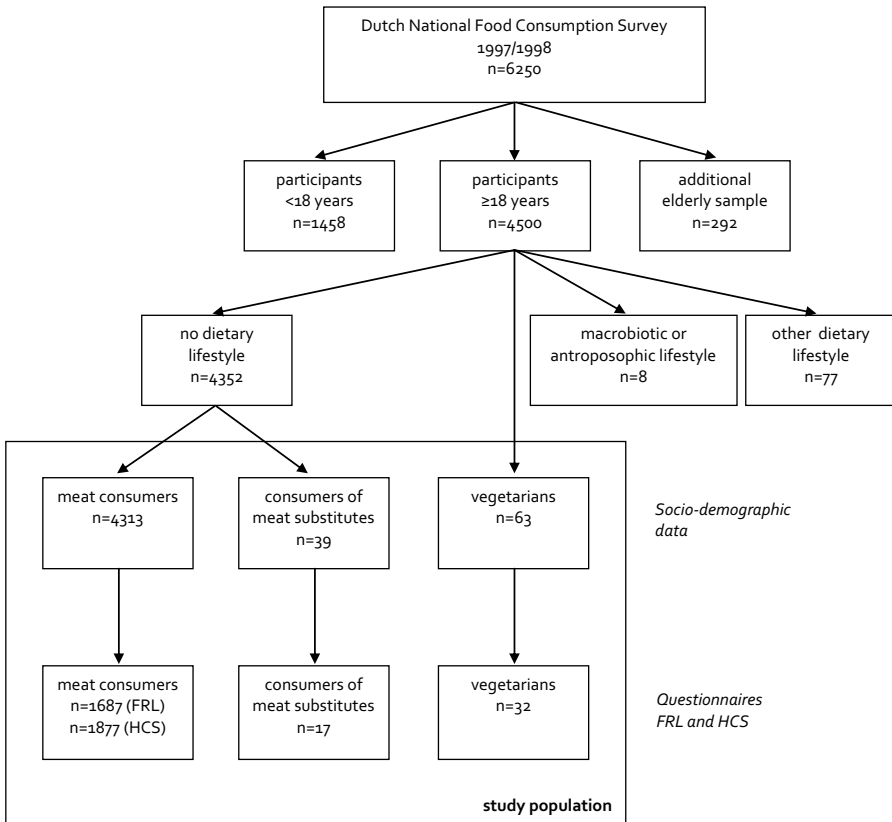 Dutch National Food Consumption Survey
1997/1998
n=6250
participants
<18 years
n=1458
participants
≥18 years
n=4500
additional
elderly sample
n=292
no dietary
lifestyle
n=4352
macrobiotic or
antroposophic lifestyle
n=8
other dietary
lifestyle
n=77
meat consumers
n=4313
consumers of
meat substitutes
n=39
vegetarians
n=63
Socio-demographic
data
meat consumers
n=1687 (FRL)
n=1877 (HCS)
consumers of
meat substitutes
n=17
vegetarians
n=32
Questionnaires
FRL and HCS
study population